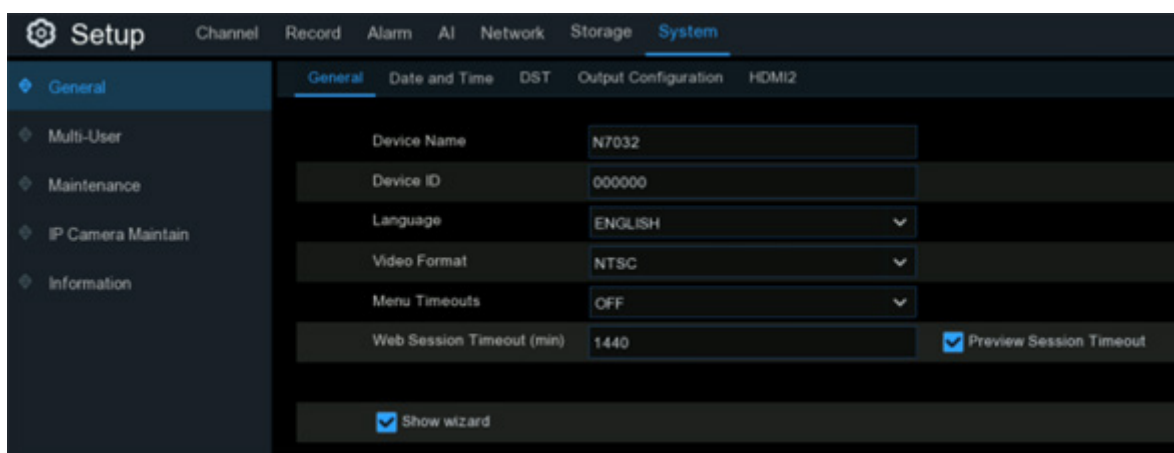 Setup Channel Record Alarm AI Network Storage System
General
Multi-User
Maintenance
IP Camera Maintain
Information
General Date and Time DST Output Configuration HDMI2
Device Name N7032
Device ID 000000
Language ENGLISH
Video Format NTSC
Menu Timeouts OFF
Web Session Timeout (min) 1440 Preview Session Timeout
Show wizard